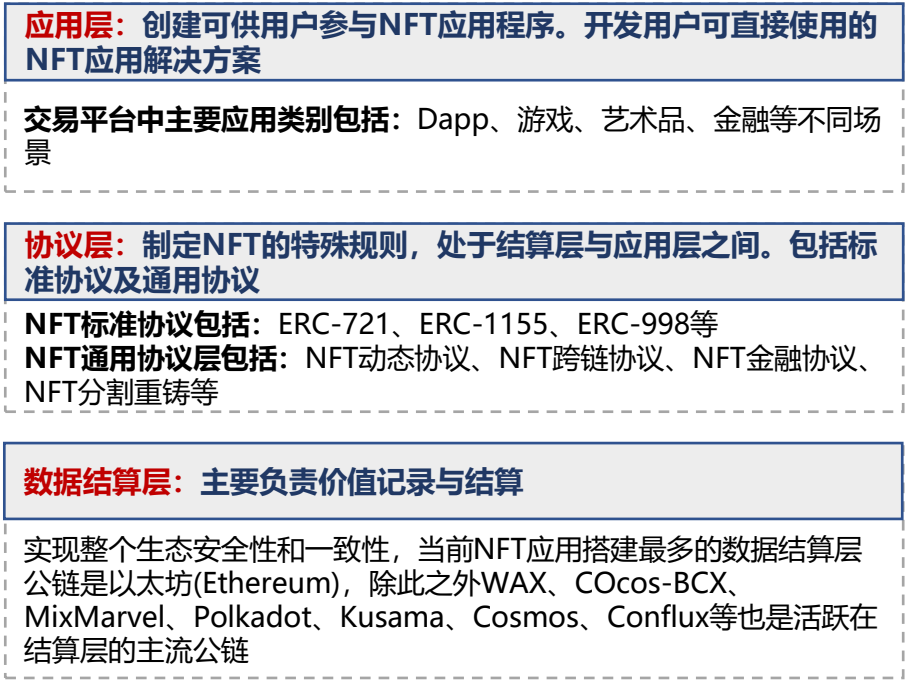 应用层：创建可供用户参与NFT应用程序。开发用户可直接使用的
NFT应用解决方案
交易平台中主要应用类别包括：Dapp、游戏、艺术品、金融等不同场
景
协议层：制定NFT的特殊规则，处于结算层与应用层之间。包括标
准协议及通用协议
NFT标准协议包括：ERC-721、ERC-1155、ERC-998等
NFT通用协议层包括：NFT动态协议、NFT跨链协议、NFT金融协议、
NFT分割重铸等
数据结算层：主要负责价值记录与结算
实现整个生态安全性和一致性，当前NFT应用搭建最多的数据结算层
公链是以太坊(Ethereum)，除此之外WAX、COcos-BCX、
MixMarvel、Polkadot、Kusama、Cosmos、Conflux等也是活跃在
结算层的主流公链